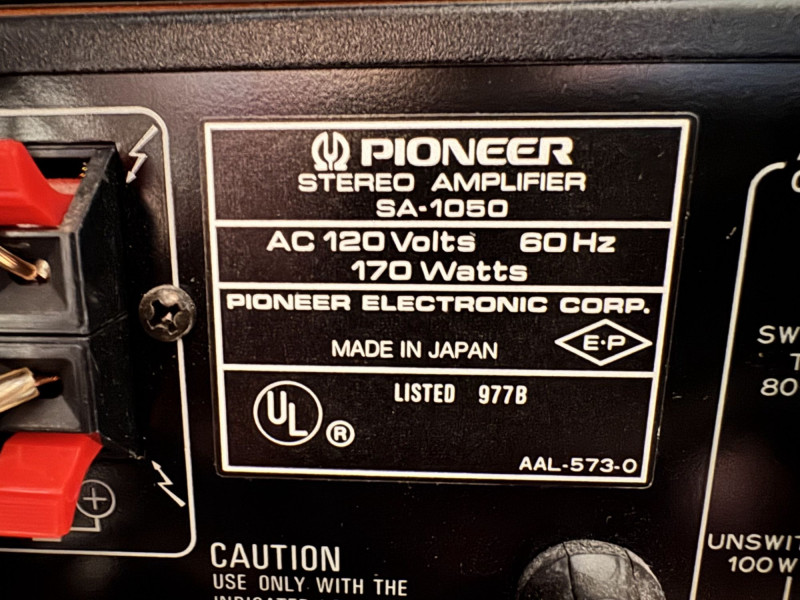 PIONEER
STEREO AMPLIFIER
SA-1050
AC 120 Volts 60 Hz
170 Watts
PIONEER ELECTRONIC CORP.
MADE IN JAPAN E·P
UL ® LISTED 977B
AAL-573-0
CAUTION
USE ONLY WITH THE
SW
80
UNSWIT
100W